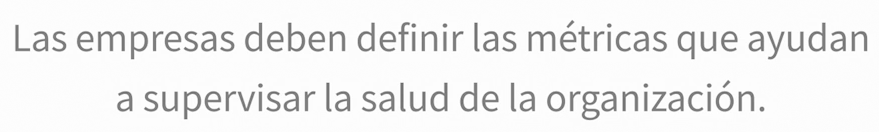 Las empresas deben definir las métricas que ayudan
a supervisar la salud de la organización.